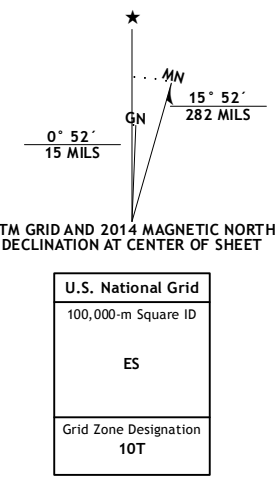 ★
MN
GN
15° 52´
282 MILS
0° 52´
15 MILS
TM GRID AND 2014 MAGNETIC NORTH
DECLINATION AT CENTER OF SHEET
U.S. National Grid
100,000-m Square ID
ES
Grid Zone Designation
10T